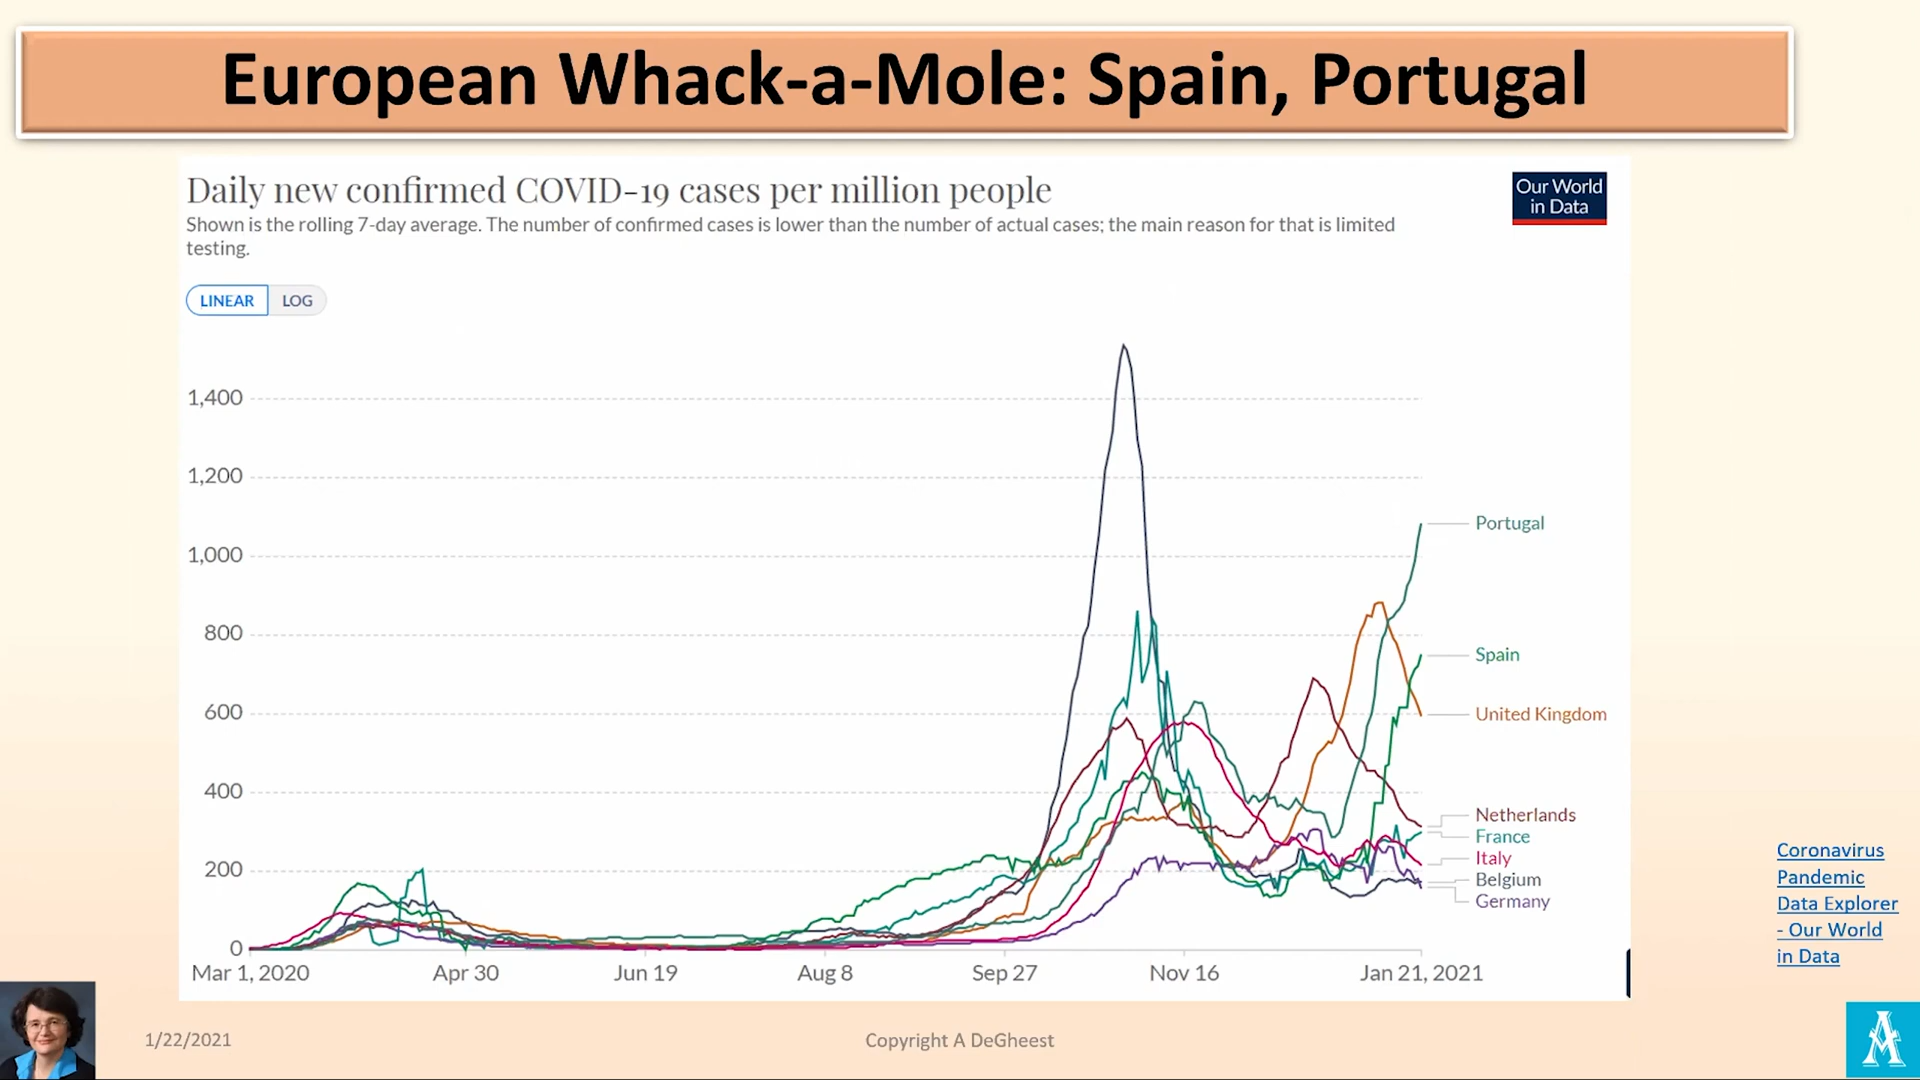 European Whack-a-Mole: Spain, Portugal
Daily new confirmed COVID-19 cases per million people
Our World
in Data
Shown is the rolling 7-day average. The number of confirmed cases is lower than the number of actual cases; the main reason for that is limited
testing.
LINEAR LOG
1,400
1,200
1,000
800
600
400
200
0
Portugal
Spain
United Kingdom
Netherlands
France
Italy
Belgium
Germany
Mar 1, 2020 Apr 30 Jun 19 Aug 8 Sep 27 Nov 16 Jan 21, 2021
Coronavirus
Pandemic
Data Explorer
- Our World
in Data
1/22/2021
Copyright A DeGheest
A